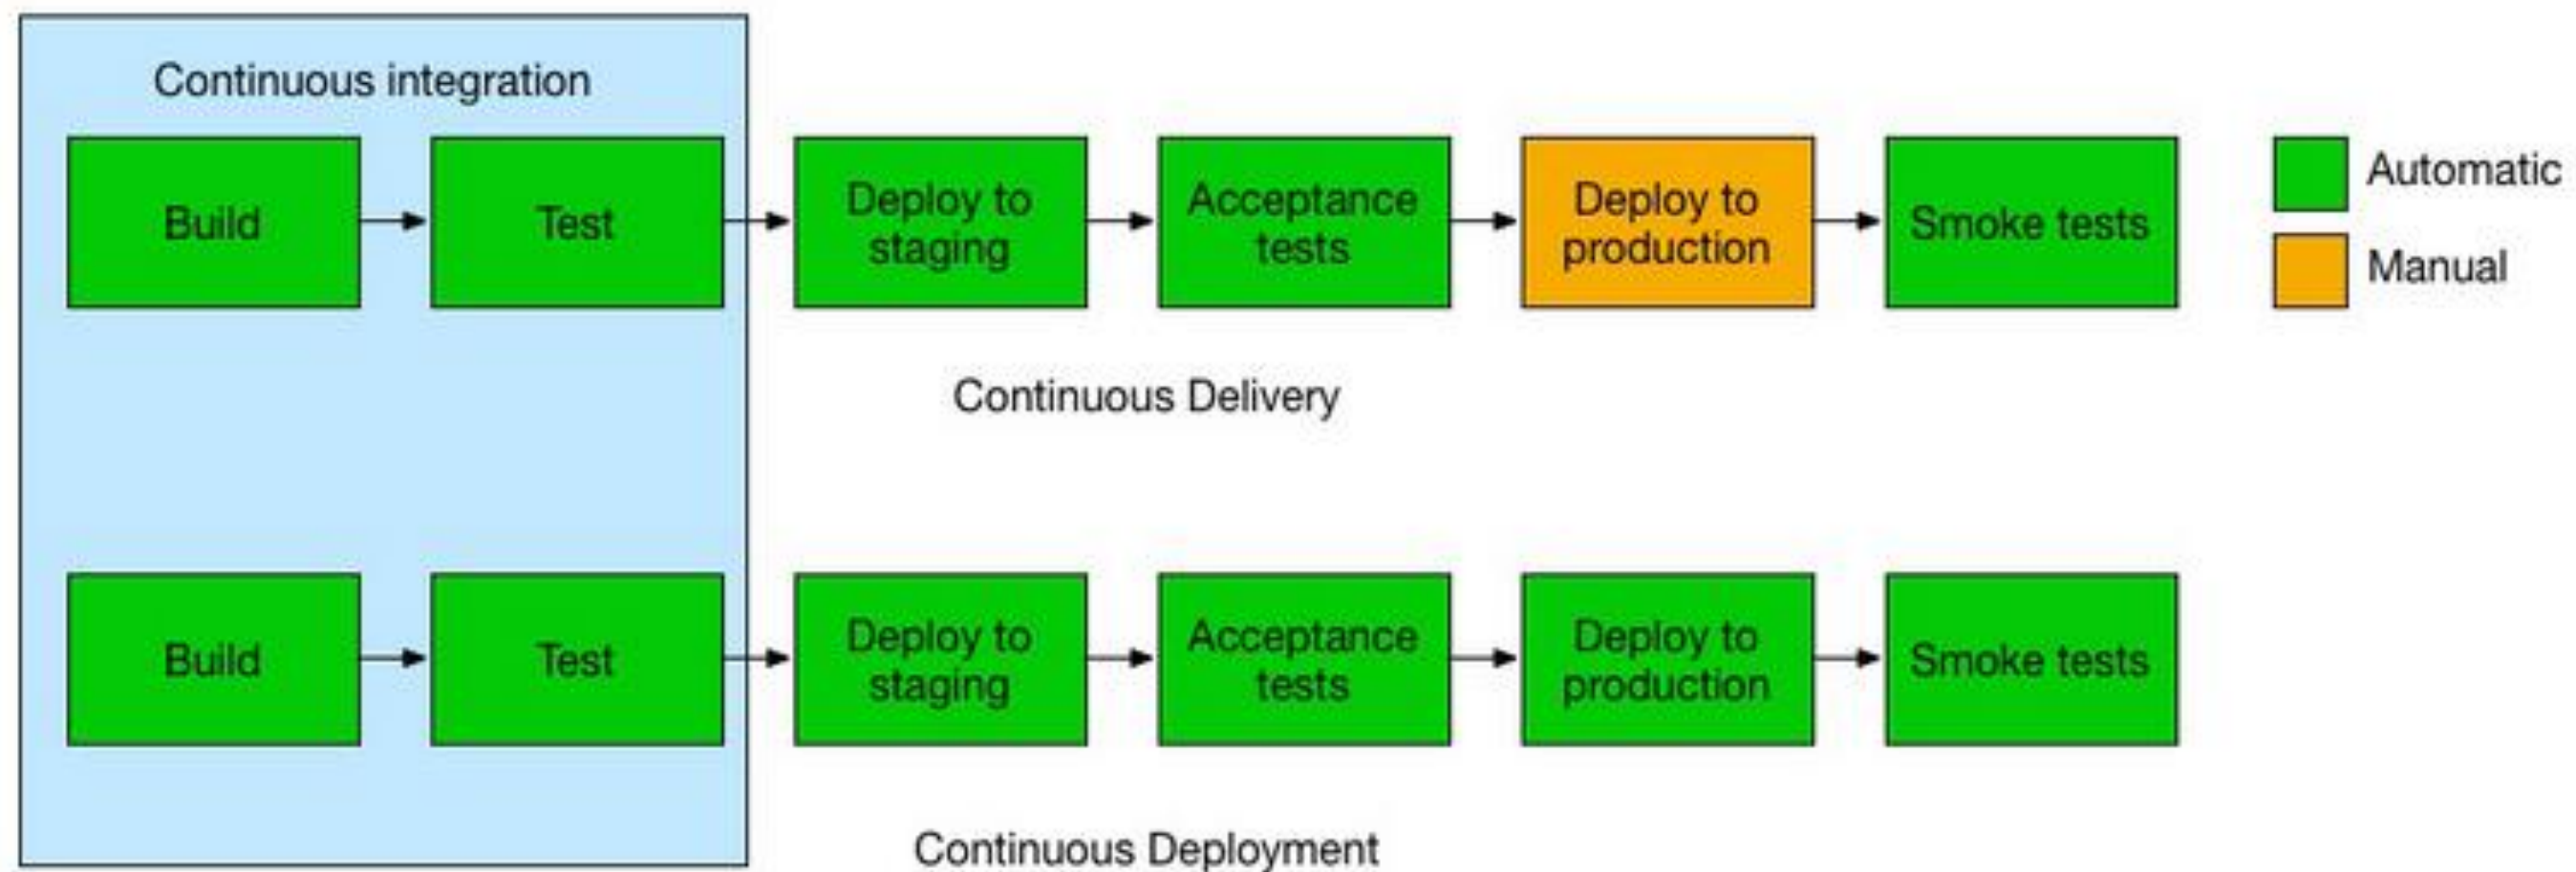 Continuous integration
Build
Test
Deploy to
staging
Acceptance
tests
Deploy to
production
Smoke tests
Automatic
Manual
Continuous Delivery
Build
Test
Deploy to
staging
Acceptance
tests
Deploy to
production
Smoke tests
Continuous Deployment